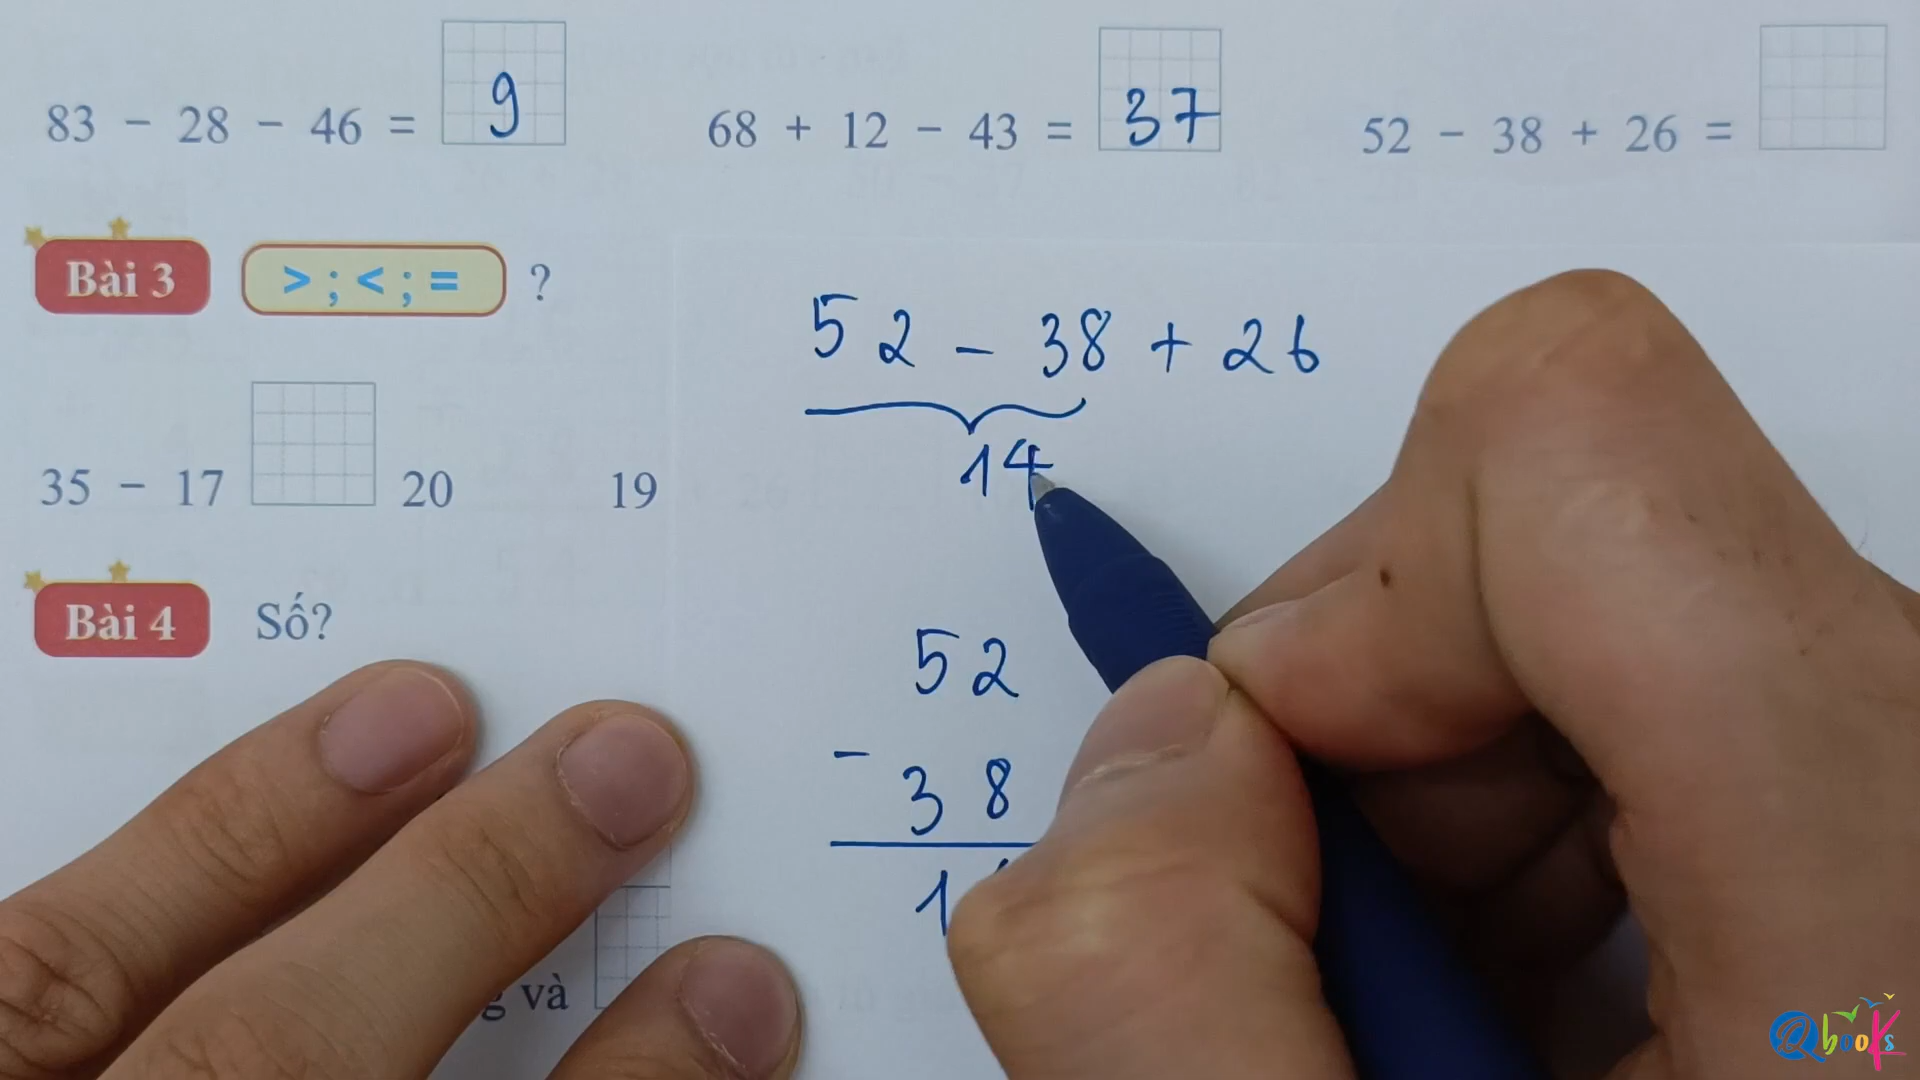 83 - 28 - 46 = 9
68 + 12 - 43 = 37
52 - 38 + 26 =
Bài 3 > ; < ; = ?
52 - 38 + 26
14
35 - 17 20
19
Bài 4 Số?
52
- 38
1
và
Qbooks